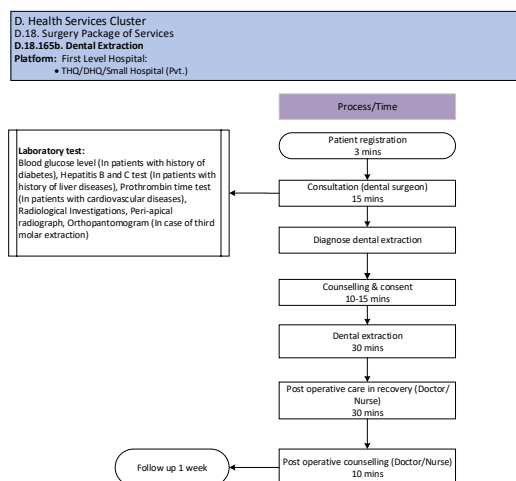 D. Health Services Cluster
D.18. Surgery Package of Services
D.18.165b. Dental Extraction
Platform: First Level Hospital:
• THQ/DHQ/Small Hospital (Pvt.)
Process/Time
Patient registration
3 mins
Laboratory test:
Blood glucose level (In patients with history of
diabetes), Hepatitis B and C test (In patients with
history of liver diseases), Prothrombin time test
(In patients with cardiovascular diseases),
Radiological Investigations, Peri-apical
radiograph, Orthopantomogram (In case of third
molar extraction)
Consultation (dental surgeon)
15 mins
Diagnose dental extraction
Counselling & consent
10-15 mins
Dental extraction
30 mins
Post operative care in recovery (Doctor/
Nurse)
30 mins
Post operative counselling (Doctor/Nurse)
10 mins
Follow up 1 week